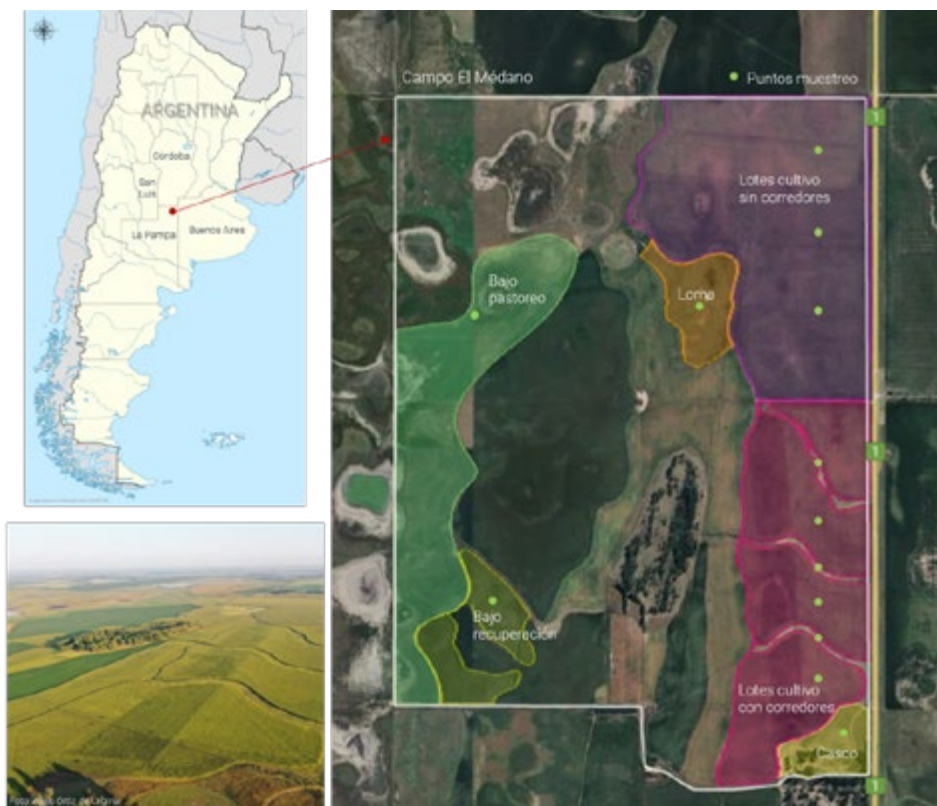 ARGENTINA
Córdoba
San
Luis
La Pampa
Buenos Aires
Campo El Médano
Puntos muestreo
1
Lotes cultivo
sin corredores
Bajo
pastoreo
Loma
1
Bajo
recuperación
Lotes cultivo
con corredores
Casco
1